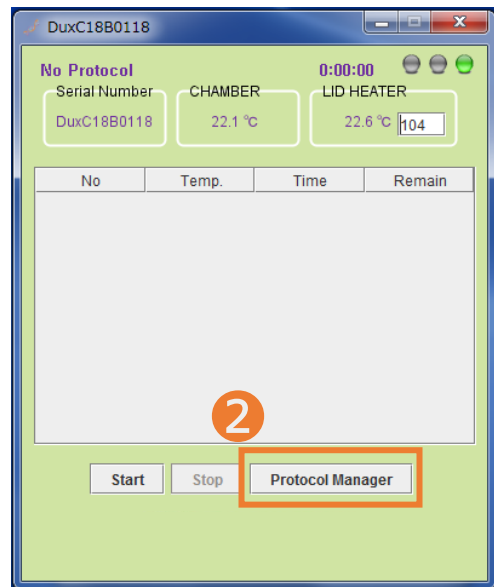 DuxC18B0118
No Protocol 0:00:00
Serial Number CHAMBER LID HEATER
DuxC18B0118 22.1 ℃ 22.6 ℃ 104
No Temp. Time Remain
2
Start Stop Protocol Manager